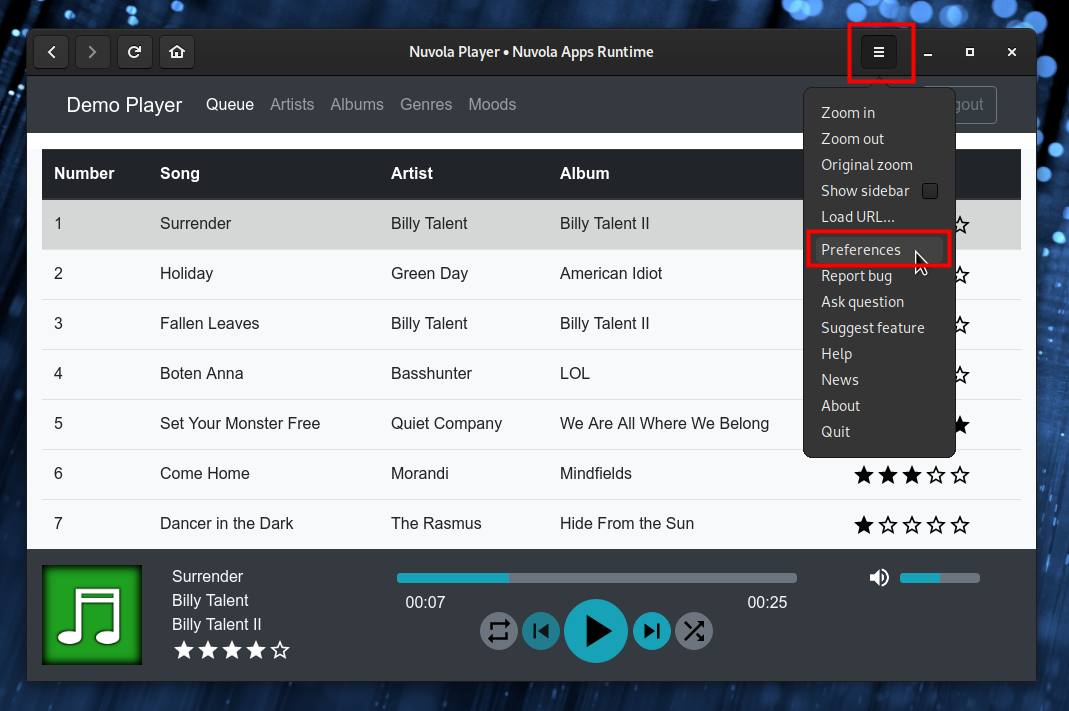 Nuvola Player • Nuvola Apps Runtime
Demo Player Queue Artists Albums Genres Moods gout
Zoom in
Zoom out
Original zoom
Show sidebar
Load URL...
Preferences
Report bug
Ask question
Suggest feature
Help
News
About
Quit
Number Song Artist Album
1 Surrender Billy Talent Billy Talent II
2 Holiday Green Day American Idiot
3 Fallen Leaves Billy Talent Billy Talent II
4 Boten Anna Basshunter LOL
5 Set Your Monster Free Quiet Company We Are All Where We Belong
6 Come Home Morandi Mindfields
7 Dancer in the Dark The Rasmus Hide From the Sun
Surrender
Billy Talent
Billy Talent II
00:07 00:25